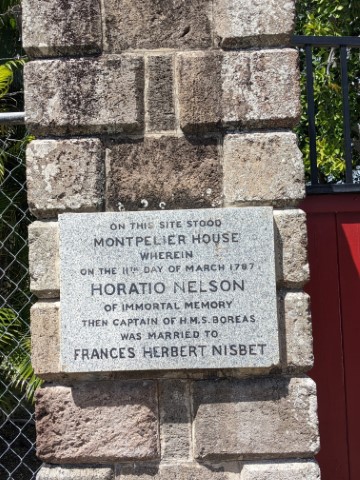 ON THIS SITE STOOD
MONTPELIER HOUSE
WHEREIN
ON THE 11TH DAY OF MARCH 1787
HORATIO NELSON
OF IMMORTAL MEMORY
THEN CAPTAIN OF H.M.S. BOREAS
WAS MARRIED TO
FRANCES HERBERT NISBET